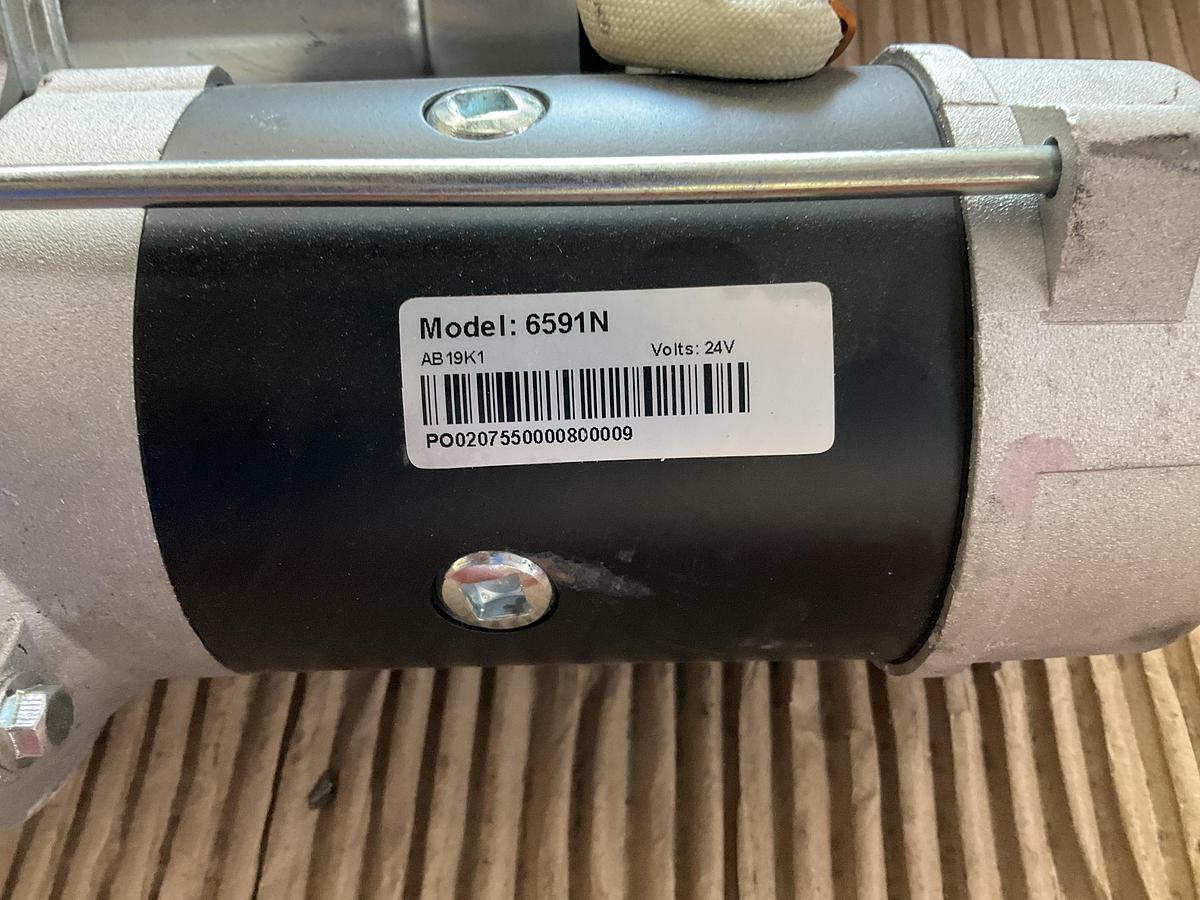 Model: 6591N
AB19K1 Volts: 24V
PO0207550000800009